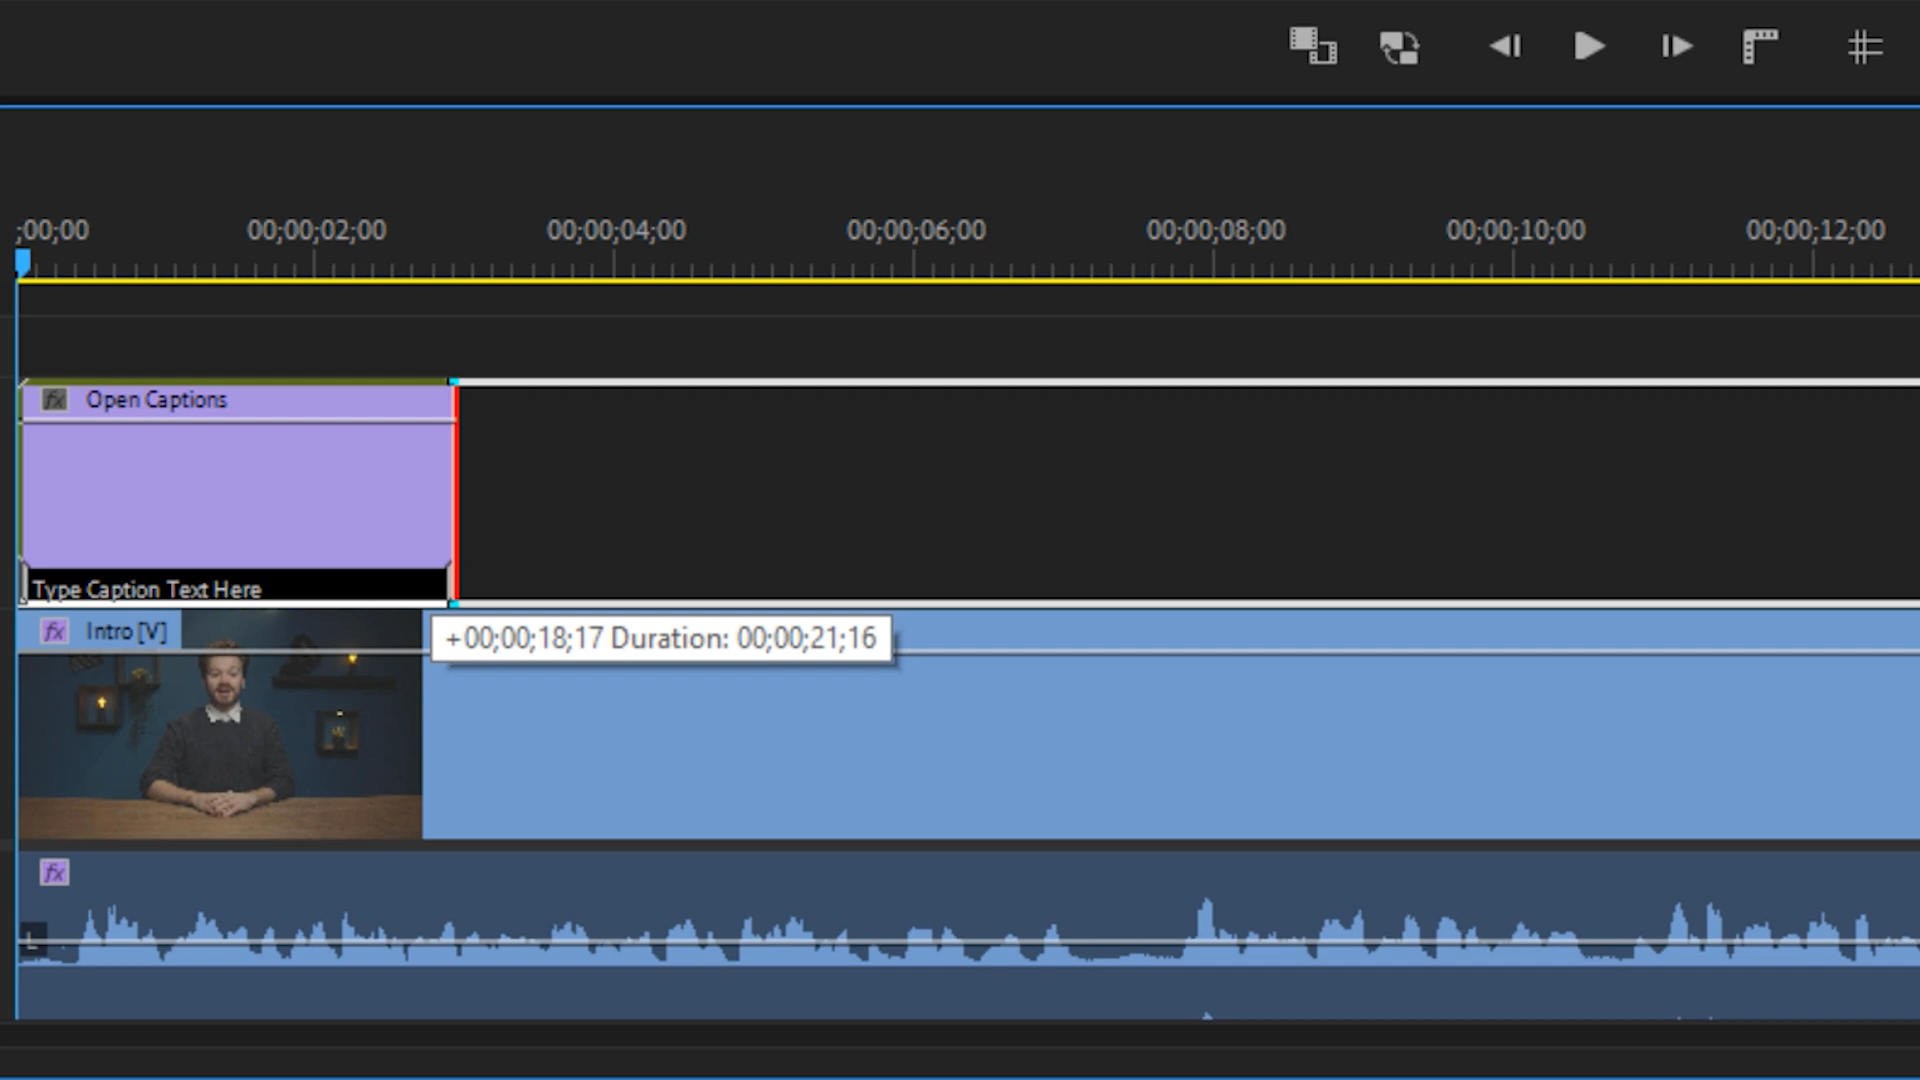 ;00;00 00;00;02;00 00;00;04;00 00;00;06;00 00;00;08;00 00;00;10;00 00;00;12;00
fx Open Captions
Type Caption Text Here
fx Intro [V]
+00;00;18;17 Duration: 00;00;21;16
fx
L